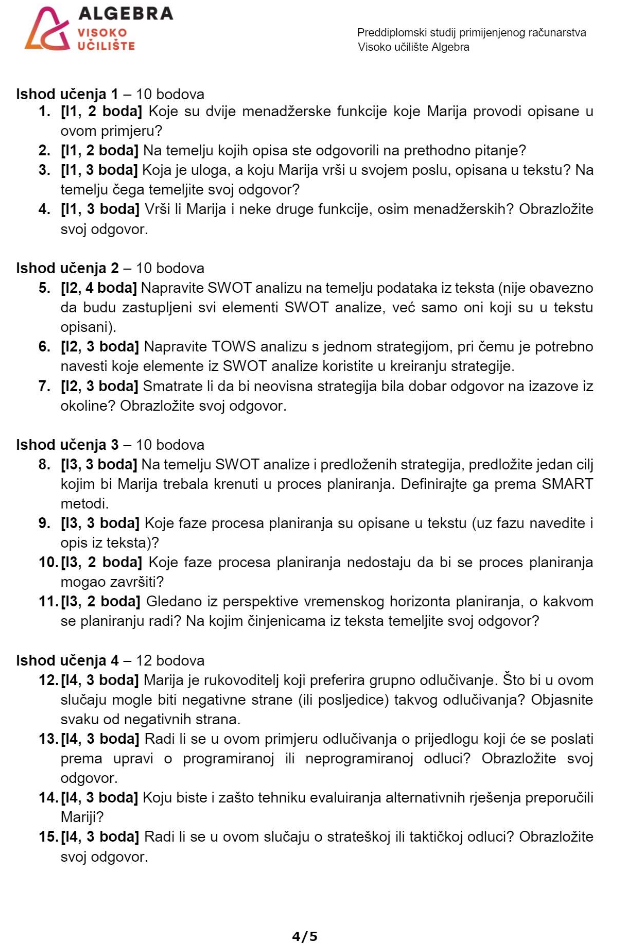 ALGEBRA
VISOKO
UČILIŠTE
Preddiplomski studij primijenjenog računarstva
Visoko učilište Algebra
Ishod učenja 1 – 10 bodova
1. [I1, 2 boda] Koje su dvije menadžerske funkcije koje Marija provodi opisane u
ovom primjeru?
2. [I1, 2 boda] Na temelju kojih opisa ste odgovorili na prethodno pitanje?
3. [I1, 3 boda] Koja je uloga, a koju Marija vrši u svojem poslu, opisana u tekstu? Na
temelju čega temeljite svoj odgovor?
4. [I1, 3 boda] Vrši li Marija i neke druge funkcije, osim menadžerskih? Obrazložite
svoj odgovor.
Ishod učenja 2 – 10 bodova
5. [I2, 4 boda] Napravite SWOT analizu na temelju podataka iz teksta (nije obavezno
da budu zastupljeni svi elementi SWOT analize, već samo oni koji su u tekstu
opisani).
6. [I2, 3 boda] Napravite TOWS analizu s jednom strategijom, pri čemu je potrebno
navesti koje elemente iz SWOT analize koristite u kreiranju strategije.
7. [I2, 3 boda] Smatrate li da bi neovisna strategija bila dobar odgovor na izazove iz
okoline? Obrazložite svoj odgovor.
Ishod učenja 3 – 10 bodova
8. [I3, 3 boda] Na temelju SWOT analize i predloženih strategija, predložite jedan cilj
kojim bi Marija trebala krenuti u proces planiranja. Definirajte ga prema SMART
metodi.
9. [I3, 3 boda] Koje faze procesa planiranja su opisane u tekstu (uz fazu navedite i
opis iz teksta)?
10. [I3, 2 boda] Koje faze procesa planiranja nedostaju da bi se proces planiranja
mogao završiti?
11. [I3, 2 boda] Gledano iz perspektive vremenskog horizonta planiranja, o kakvom
se planiranju radi? Na kojim činjenicama iz teksta temeljite svoj odgovor?
Ishod učenja 4 – 12 bodova
12. [I4, 3 boda] Marija je rukovoditelj koji preferira grupno odlučivanje. Što bi u ovom
slučaju mogle biti negativne strane (ili posljedice) takvog odlučivanja? Objasnite
svaku od negativnih strana.
13. [I4, 3 boda] Radi li se u ovom primjeru odlučivanja o prijedlogu koji će se poslati
prema upravi o programiranoj ili neprogramiranoj odluci? Obrazložite svoj
odgovor.
14. [I4, 3 boda] Koju biste i zašto tehniku evaluiranja alternativnih rješenja preporučili
Mariji?
15. [I4, 3 boda] Radi li se u ovom slučaju o strateškoj ili taktičkoj odluci? Obrazložite
svoj odgovor.
4/5